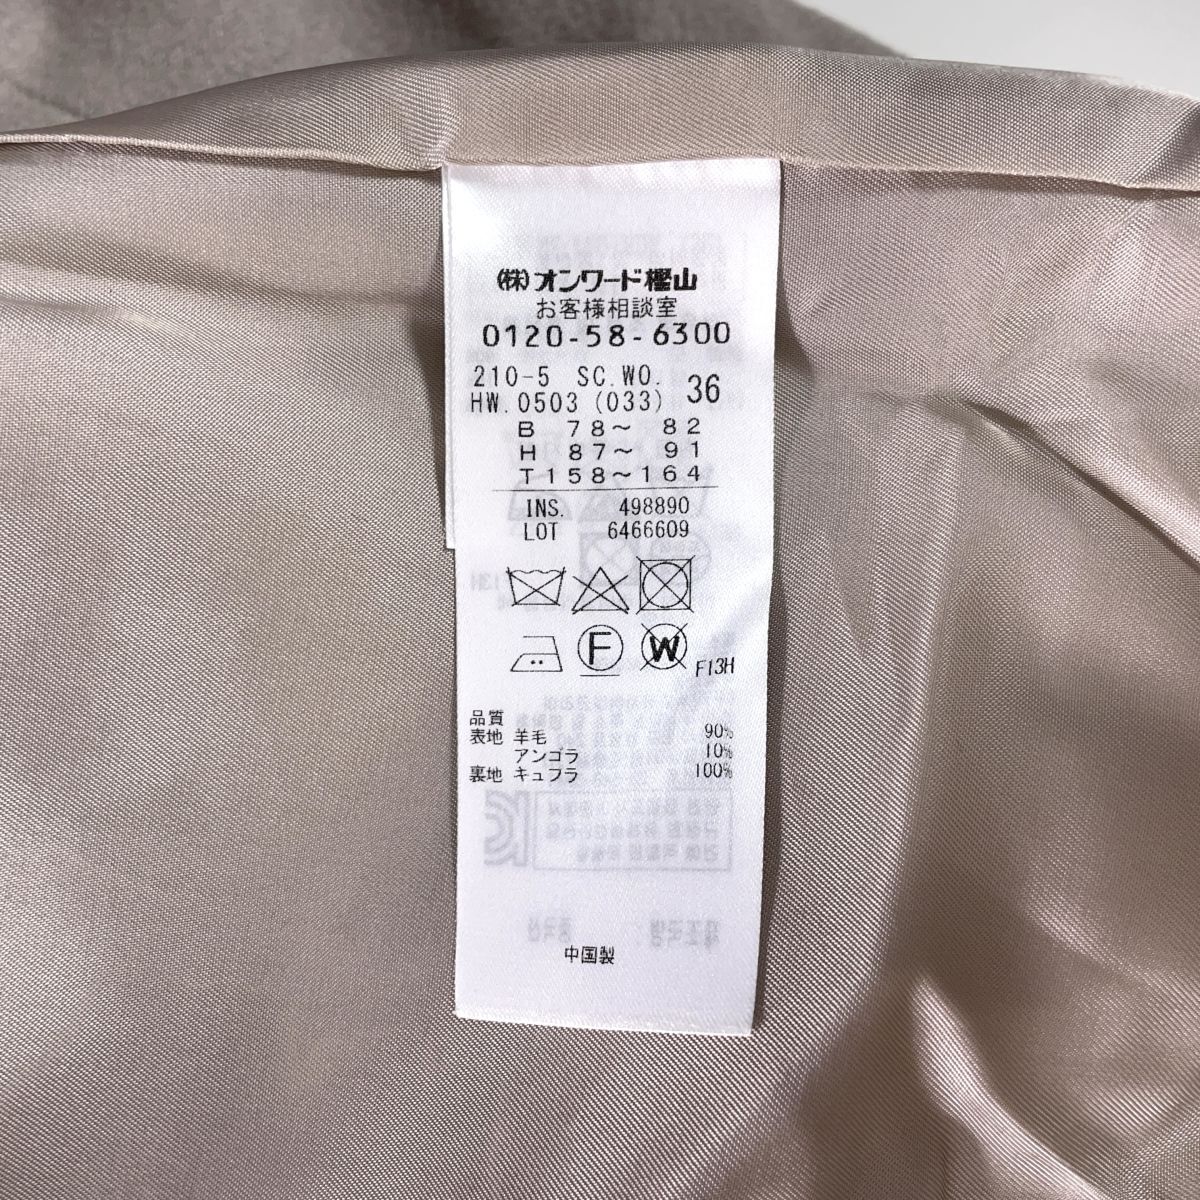 (株)オンワード樫山
お客様相談室
0120-58-6300
210-5 SC.WO.
HW.0503 (033) 36
B 78〜 82
H 87〜 91
T158〜164
INS. 498890
LOT 6466609
F W F13H
品質
表地 羊毛 90%
アンゴラ 10%
裏地 キュプラ 100%
中国製